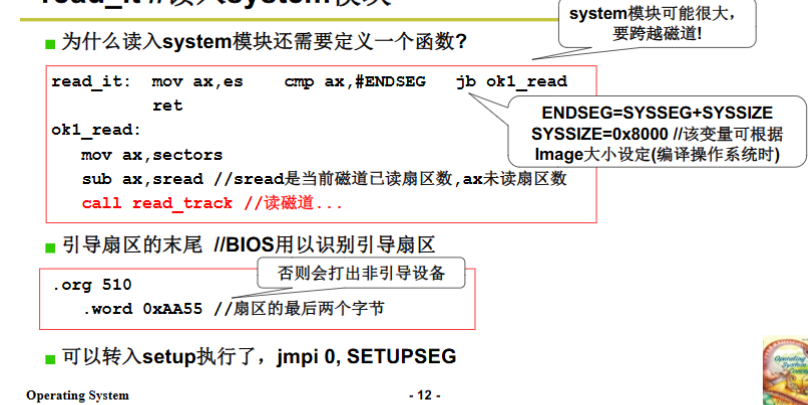 read_it //读入system模块
system模块可能很大，
要跨越磁道!
为什么读入system模块还需要定义一个函数?
read_it: mov ax,es cmp ax,#ENDSEG jb ok1_read
ret
ok1_read:
mov ax,sectors
sub ax,sread //sread是当前磁道已读扇区数,ax未读扇区数
call read_track //读磁道...
ENDSEG=SYSSEG+SYSSIZE
SYSSIZE=0x8000 //该变量可根据
Image大小设定(编译操作系统时)
引导扇区的末尾 //BIOS用以识别引导扇区
否则会打出非引导设备
.org 510
.word 0xAA55 //扇区的最后两个字节
可以转入setup执行了，jmpi 0, SETUPSEG
Operating System
- 12 -
Operating
System